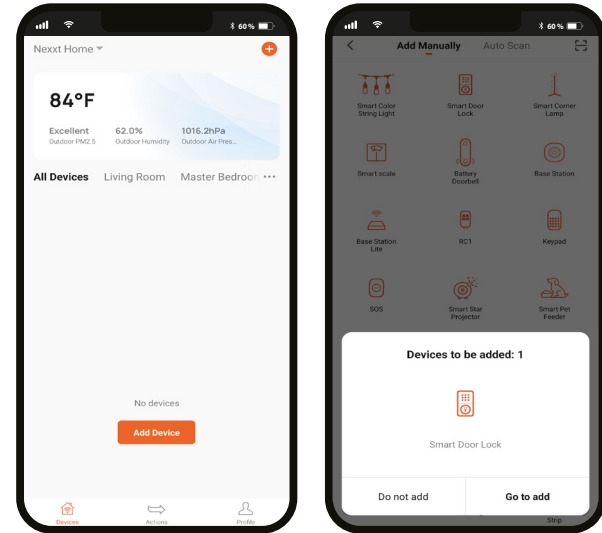 60%
Nexxt Home
84°F
Excellent 62.0% 1016.2hPa
Outdoor PM2.5 Outdoor Humidity Outdoor Air Pres...
All Devices Living Room Master Bedroo ...
No devices
Add Device
Devices Actions Profile
60%
Add Manually Auto Scan
Smart Color Smart Door Smart Corner
String Light Lock Lamp
Smart scale Battery Base Station
Doorbell
Base Station RC1 Keypad
Lite
SOS Smart Star Smart Pet
Projector Feeder
Devices to be added: 1
Smart Door Lock
Do not add Go to add
Strip